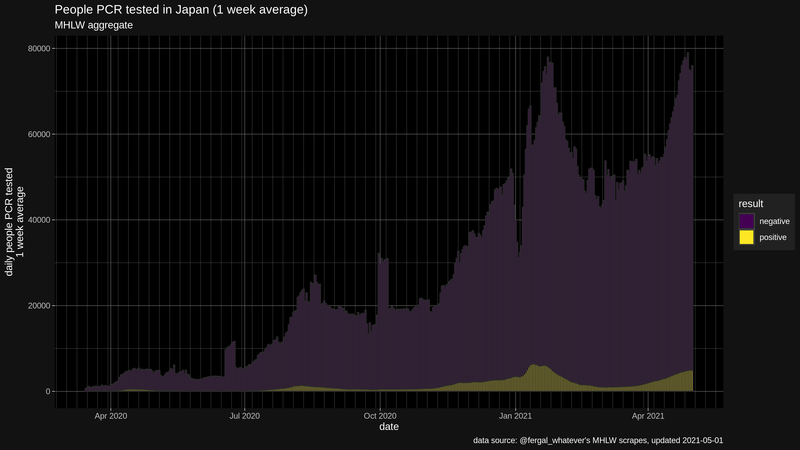 People PCR tested in Japan (1 week average)
MHLW aggregate
daily people PCR tested
1 week average
80000
60000
40000
20000
0
Apr 2020
Jul 2020
Oct 2020
Jan 2021
Apr 2021
date
result
negative
positive
data source: @fergal_whatever's MHLW scrapes, updated 2021-05-01